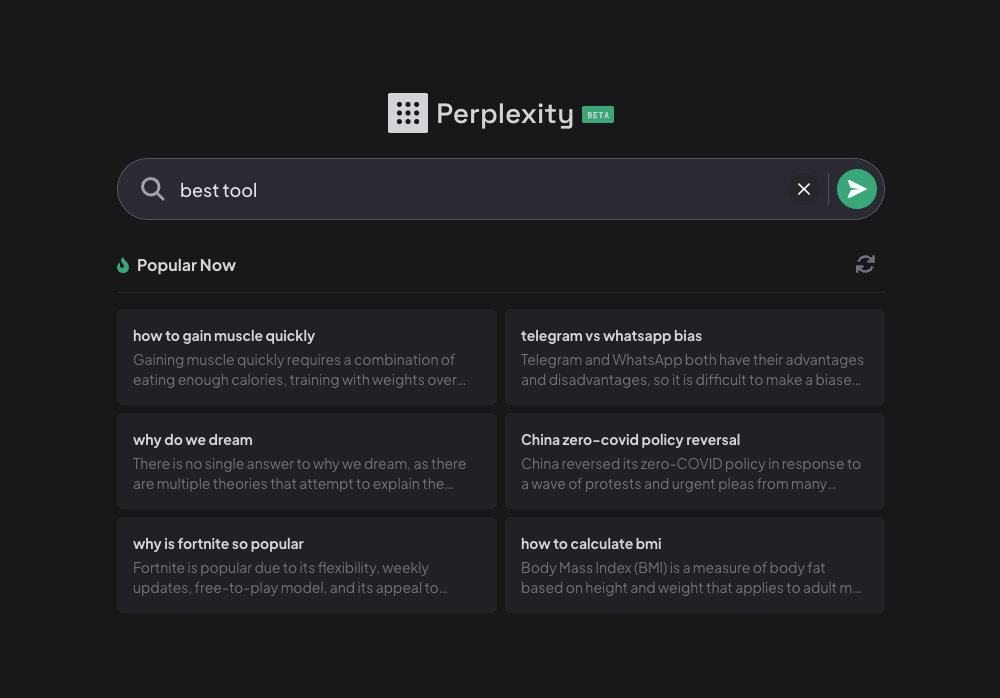 Perplexity BETA
best tool
Popular Now
how to gain muscle quickly
Gaining muscle quickly requires a combination of
eating enough calories, training with weights over...
telegram vs whatsapp bias
Telegram and WhatsApp both have their advantages
and disadvantages, so it is difficult to make a biase...
why do we dream
There is no single answer to why we dream, as there
are multiple theories that attempt to explain the...
China zero-covid policy reversal
China reversed its zero-COVID policy in response to
a wave of protests and urgent pleas from many...
why is fortnite so popular
Fortnite is popular due to its flexibility, weekly
updates, free-to-play model, and its appeal to...
how to calculate bmi
Body Mass Index (BMI) is a measure of body fat
based on height and weight that applies to adult m...